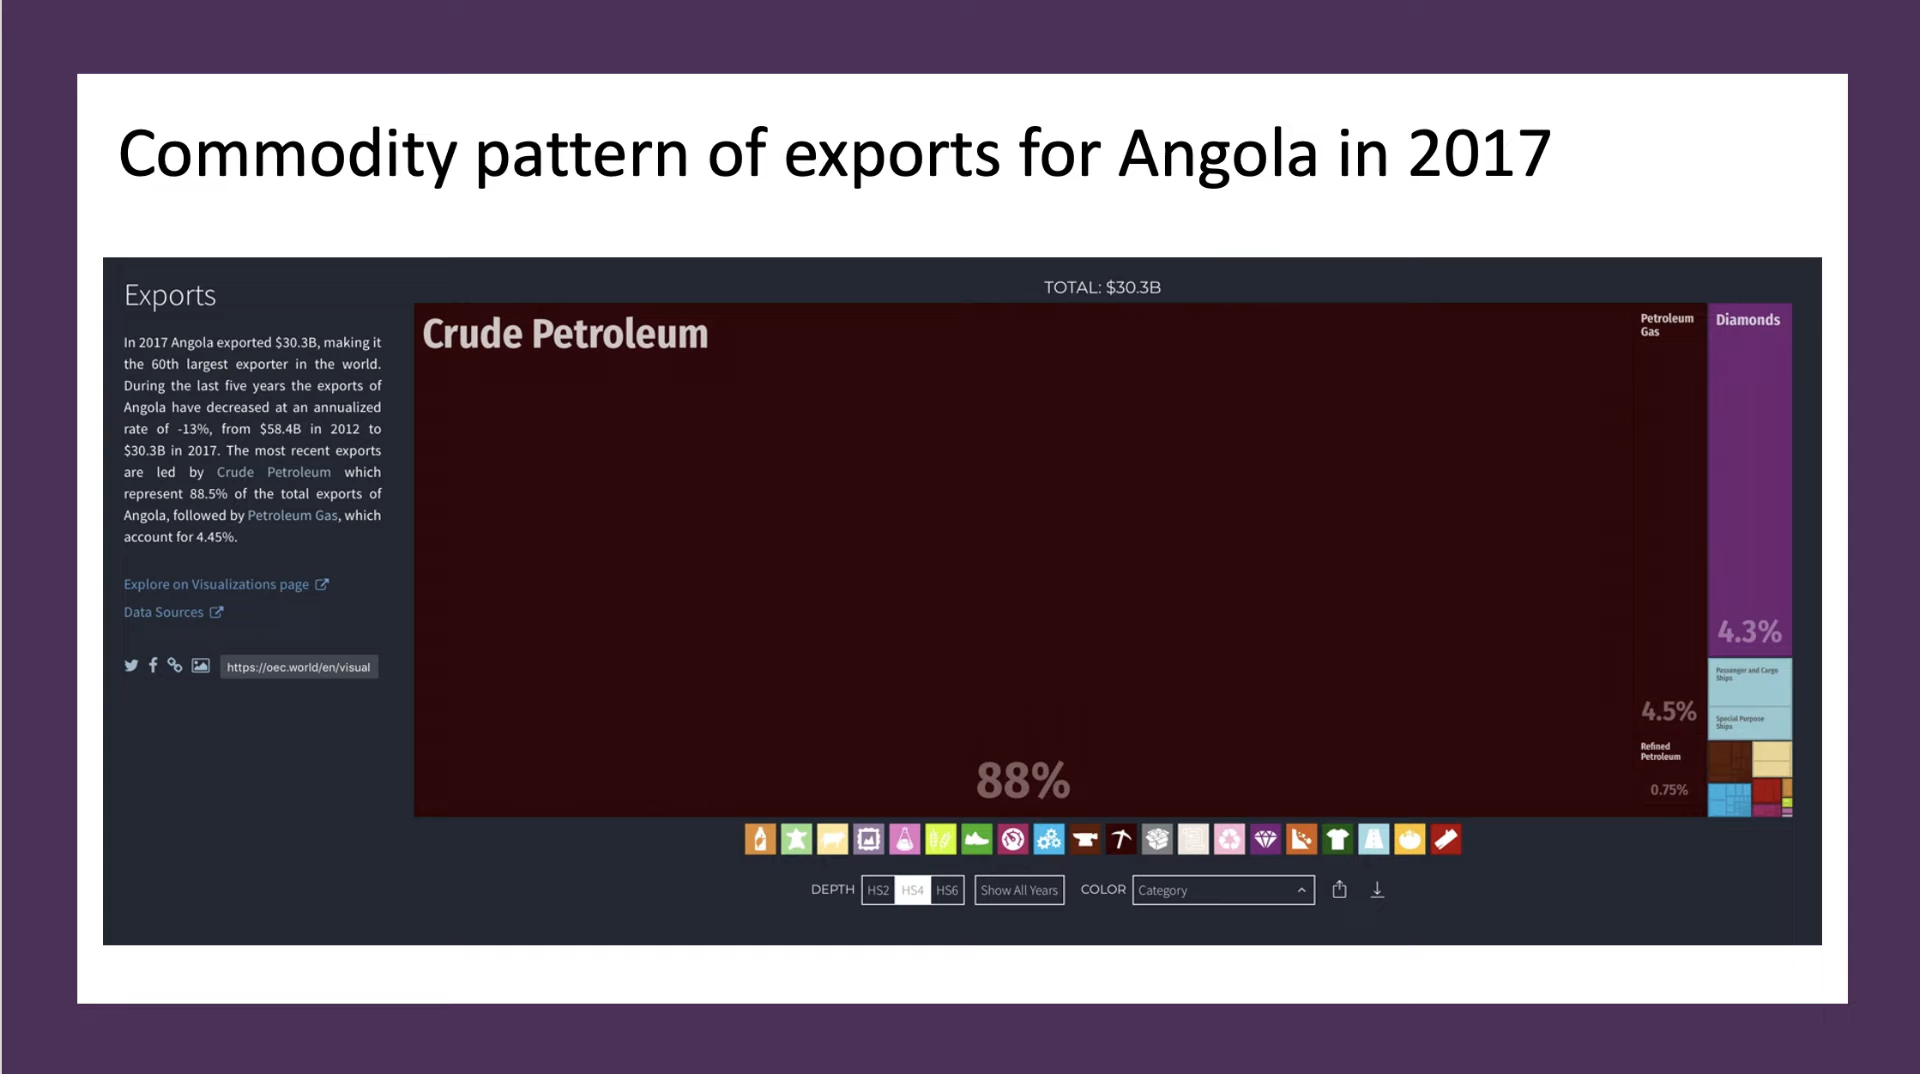 Commodity pattern of exports for Angola in 2017
Exports
In 2017 Angola exported $30.3B, making it
the 60th largest exporter in the world.
During the last five years the exports of
Angola have decreased at an annualized
rate of -13%, from $58.4B in 2012 to
$30.3B in 2017. The most recent exports
are led by Crude Petroleum which
represent 88.5% of the total exports of
Angola, followed by Petroleum Gas, which
account for 4.45%.
Explore on Visualizations page
Data Sources
https://oec.world/en/visual
TOTAL: $30.3B
Crude Petroleum
88%
Petroleum
Gas
4.5%
Refined
Petroleum
0.75%
Diamonds
4.3%
Passenger and Cargo
Ships
Special Purpose
Ships
DEPTH HS2 HS4 HS6 Show All Years COLOR Category